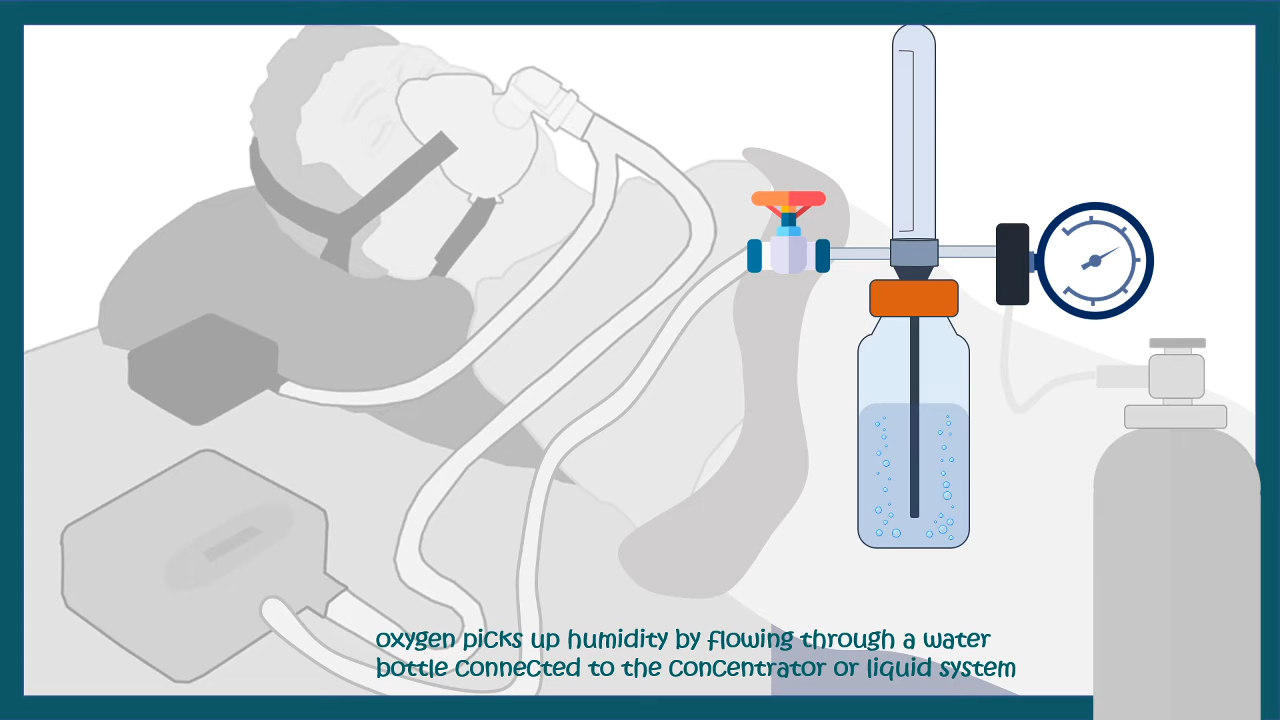 oxygen picks up humidity by flowing through a water
bottle connected to the concentrator or liquid system